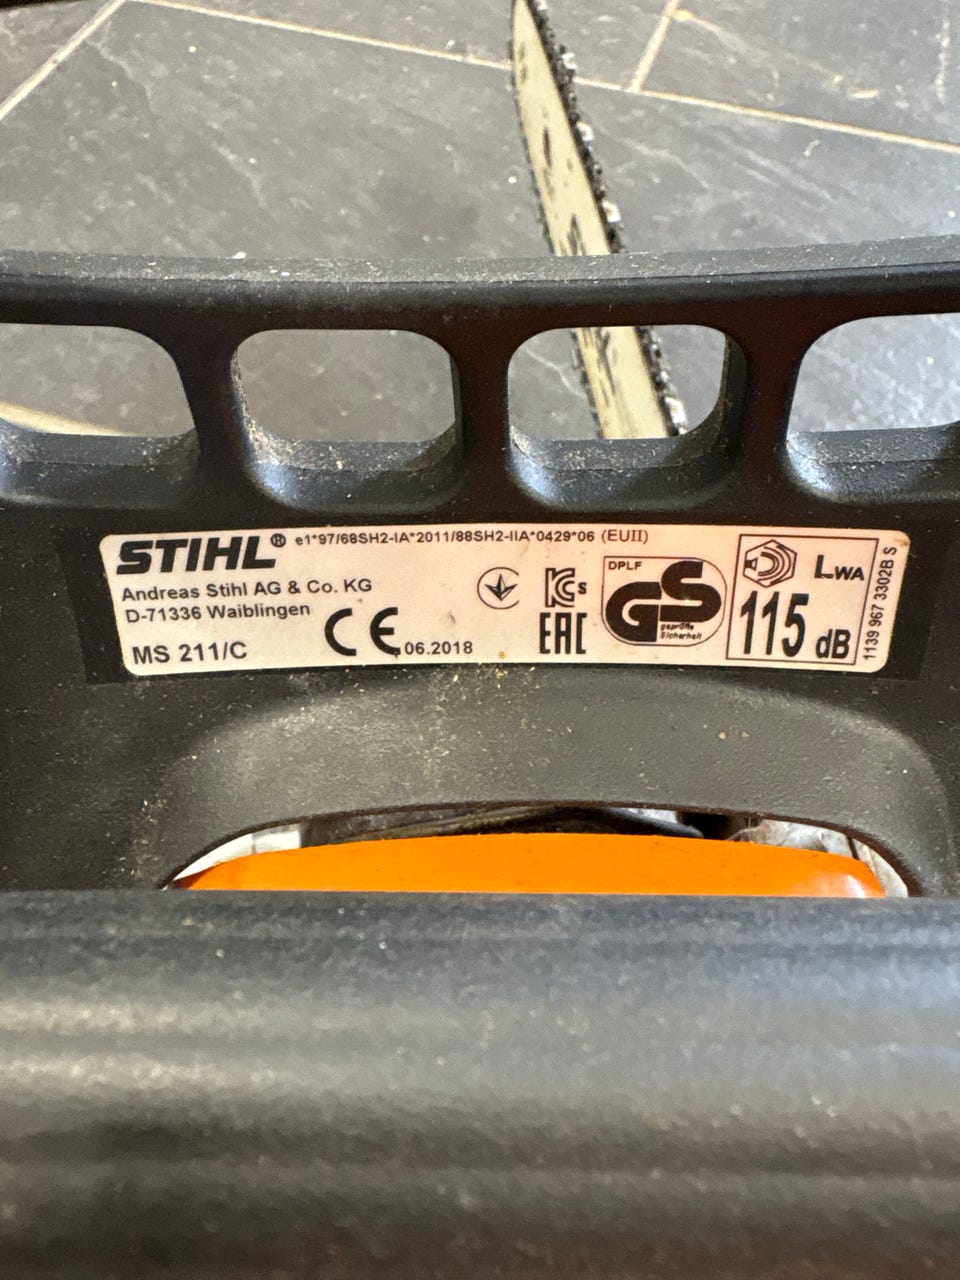 STIHL® e1*97/68SH2-IA*2011/88SH2-IIA*0429*06 (EUII)
Andreas Stihl AG & Co. KG
D-71336 Waiblingen
MS 211/C
CE 06.2018
KCs
EAC
DPLF
GS
geprüfte
Sicherheit
LWA
115 dB
1139 967 3302B S